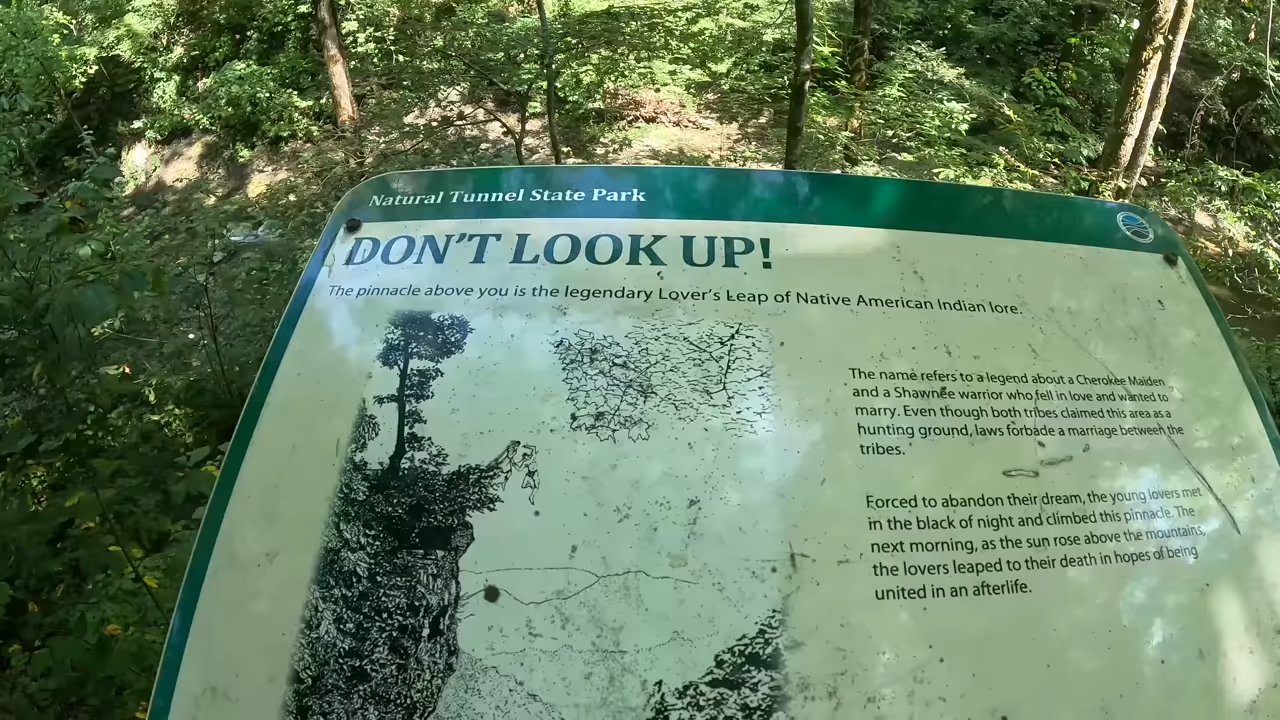 Natural Tunnel State Park
DON'T LOOK UP!
The pinnacle above you is the legendary Lover's Leap of Native American Indian lore.
The name refers to a legend about a Cherokee Maiden
and a Shawnee warrior who fell in love and wanted to
marry. Even though both tribes claimed this area as a
hunting ground, laws forbade a marriage between the
tribes.
Forced to abandon their dream, the young lovers met
in the black of night and climbed this pinnacle. The
next morning, as the sun rose above the mountains,
the lovers leaped to their death in hopes of being
united in an afterlife.